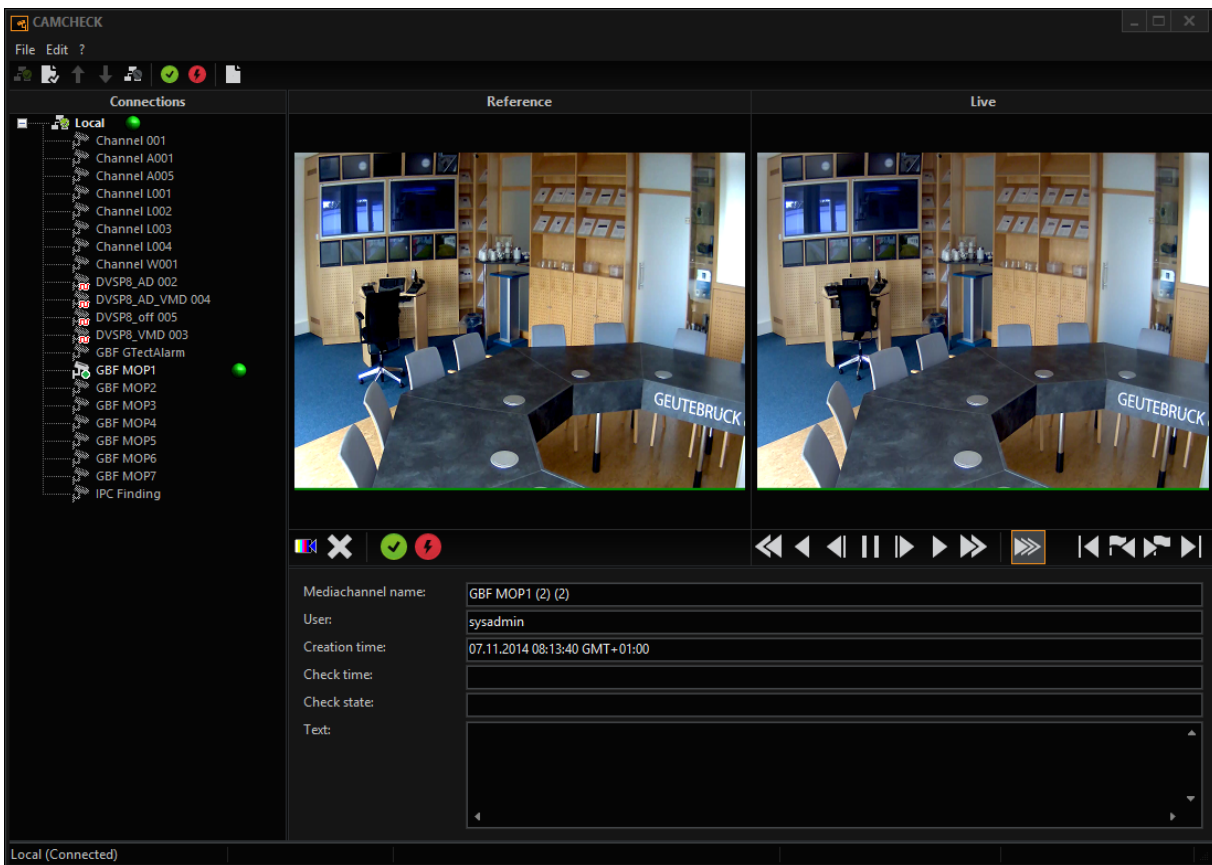 CAMCHECK
File Edit ?
Connections
Reference
Live
Local
Channel 001
Channel A001
Channel A005
Channel L001
Channel L002
Channel L003
Channel L004
Channel W001
DVSP8_AD 002
DVSP8_AD_VMD 004
DVSP8_off 005
DVSP8_VMD 003
GBF GTectAlarm
GBF MOP1
GBF MOP2
GBF MOP3
GBF MOP4
GBF MOP5
GBF MOP6
GBF MOP7
IPC Finding
GEUTEBRÜCK
GEUTEBRÜCK
Mediachannel name: GBF MOP1 (2) (2)
User: sysadmin
Creation time: 07.11.2014 08:13:40 GMT+01:00
Check time:
Check state:
Text:
Local (Connected)